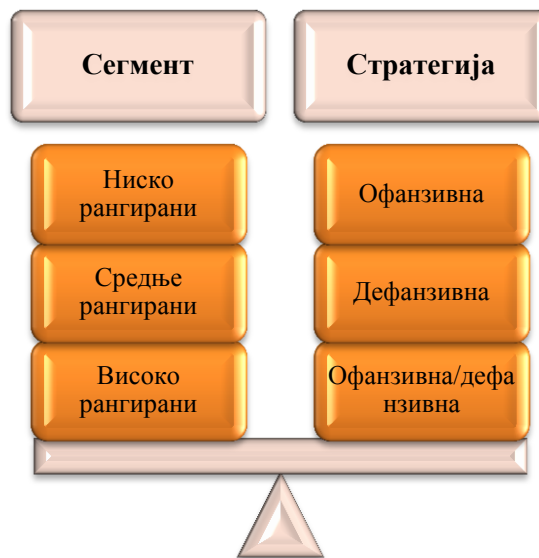 Сегмент
Стратегија
Ниско
рангирани
Офанзивна
Средње
рангирани
Дефанзивна
Високо
рангирани
Офанзивна/дефа
нзивна